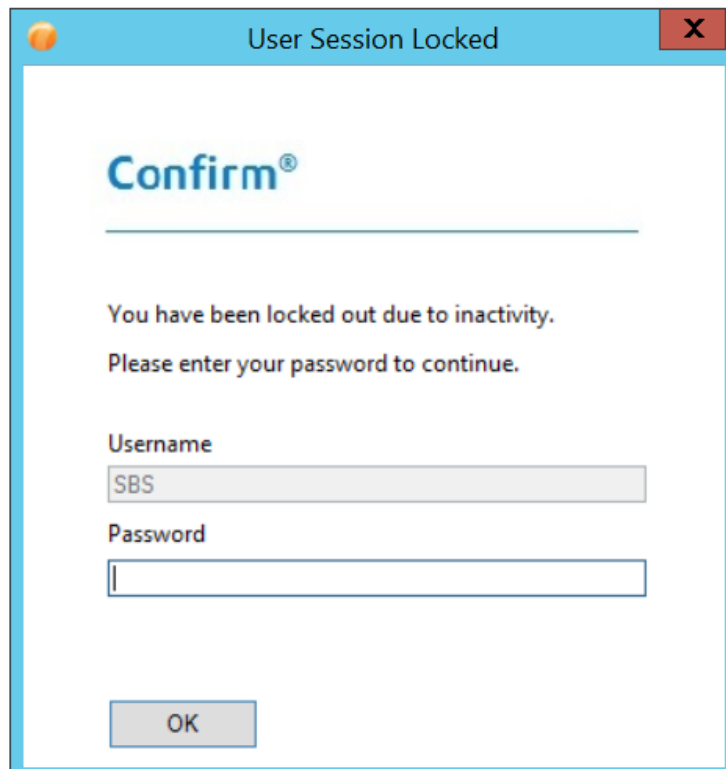 User Session Locked
X
Confirm®
You have been locked out due to inactivity.
Please enter your password to continue.
Username
SBS
Password
OK